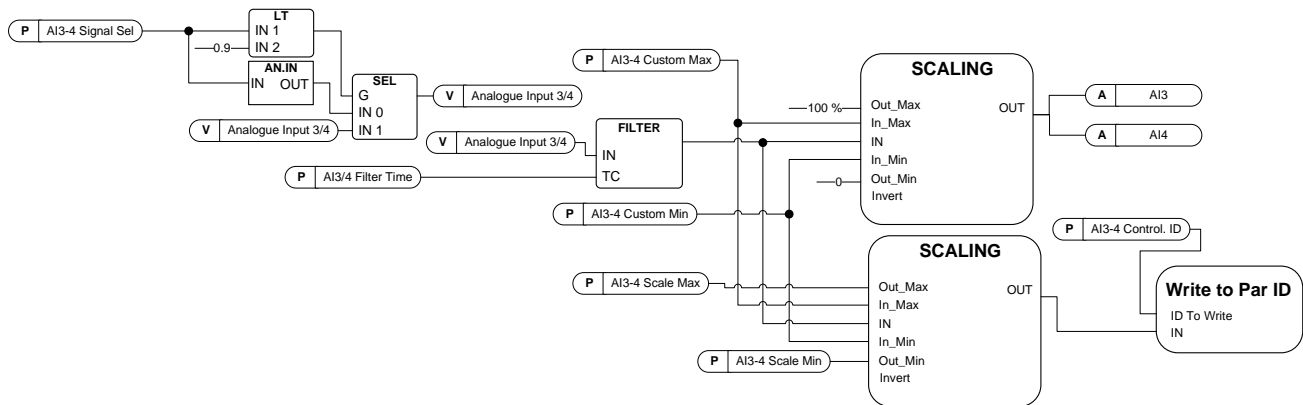 LT
IN 1
IN 2
P AI3-4 Signal Sel
0.9
AN.IN
IN OUT
SEL
G
IN 0
IN 1
V Analogue Input 3/4
V Analogue Input 3/4
P AI3-4 Custom Max
V Analogue Input 3/4
FILTER
IN
TC
P AI3/4 Filter Time
P AI3-4 Custom Min
SCALING
100 %
Out_Max
In_Max
IN
In_Min
0
Out_Min
Invert
OUT
A AI3
A AI4
P AI3-4 Control. ID
SCALING
P AI3-4 Scale Max
Out_Max
In_Max
IN
In_Min
Out_Min
Invert
OUT
P AI3-4 Scale Min
Write to Par ID
ID To Write
IN